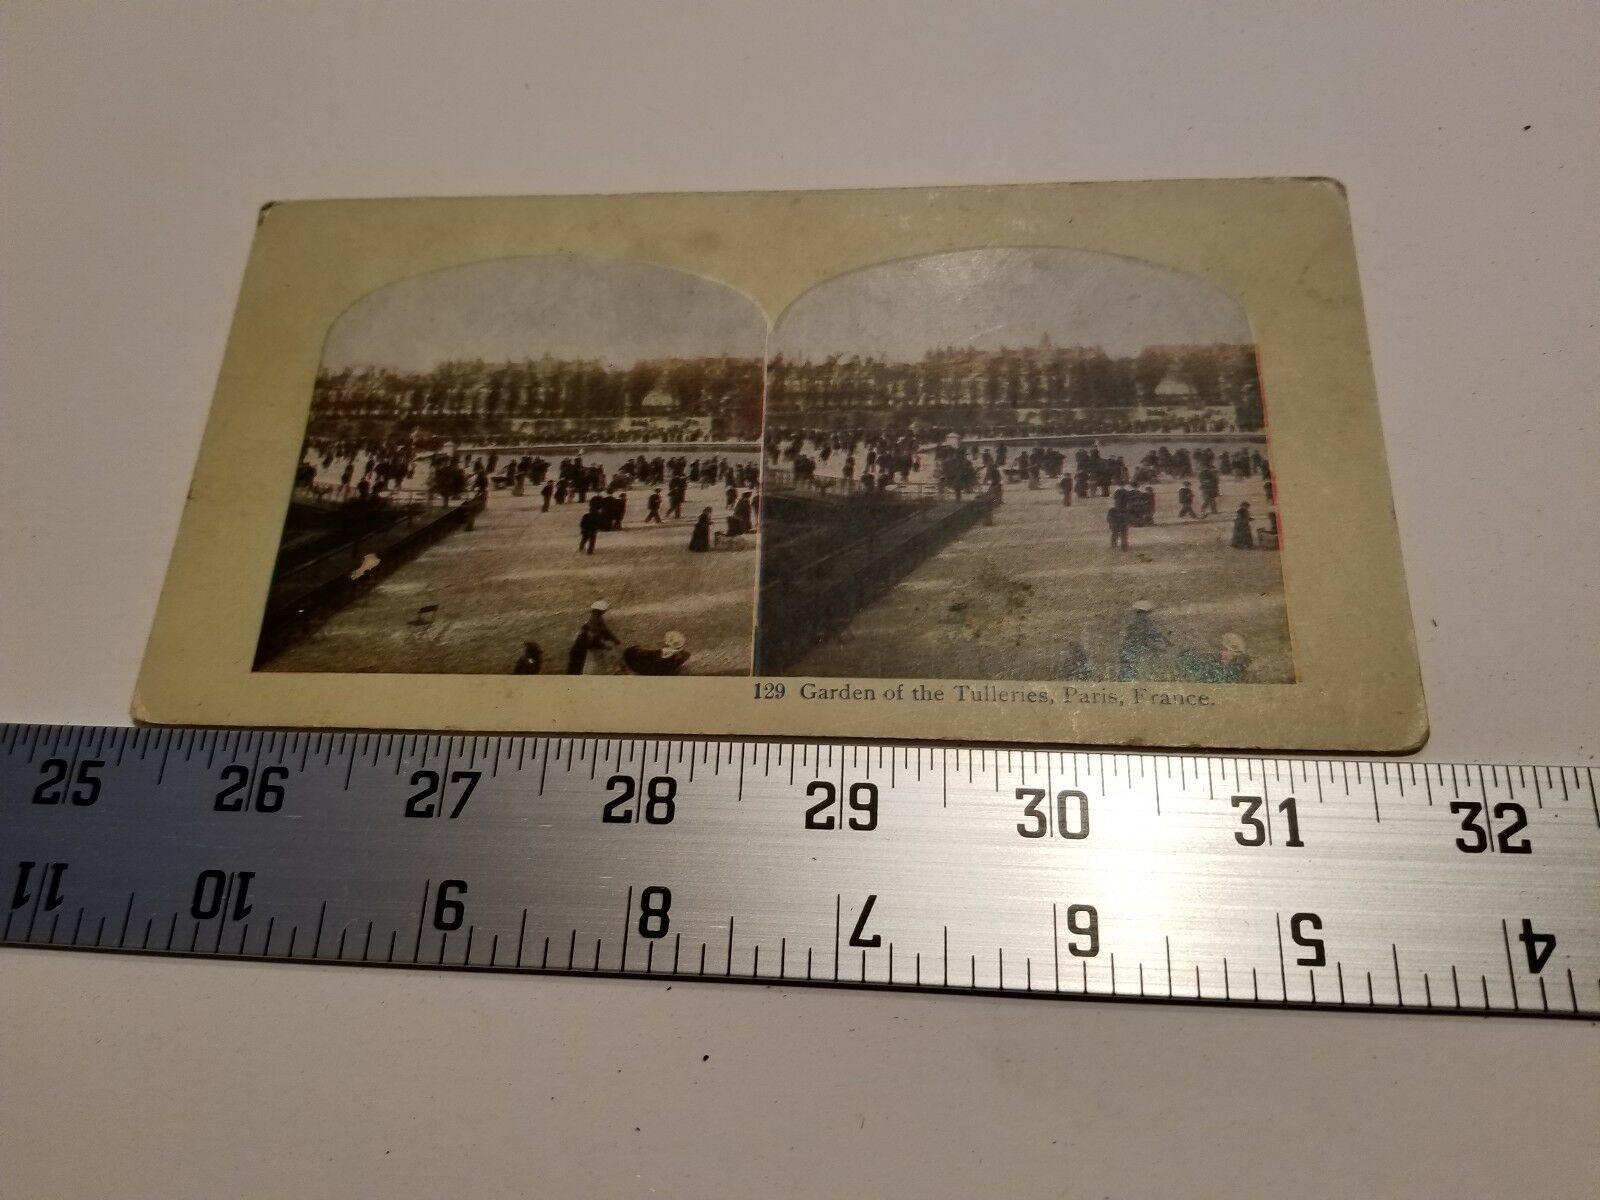 129 Garden of the Tulleries, Paris, France.
25 26 27 28 29 30 31 32
11 10 9 8 7 6 5 4